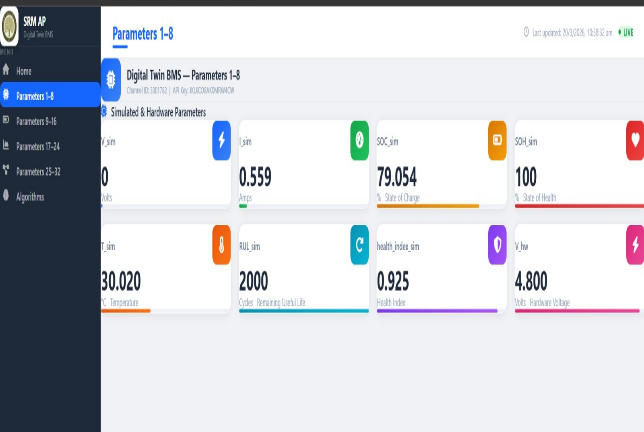 SRM AP
Digital Twin BMS
MENU
Home
Parameters 1-8
Parameters 9-16
Parameters 17-24
Parameters 25-32
Algorithms
Parameters 1–8
Last updated: 20/3/2026, 10:58:32 am
LIVE
Digital Twin BMS — Parameters 1–8
Channel ID: | API Key:
Simulated & Hardware Parameters
V_sim
0
Volts
I_sim
0.559
Amps
SOC_sim
79.054
% State of Charge
SOH_sim
100
% State of Health
T_sim
30.020
°C Temperature
RUL_sim
2000
Cycles Remaining Useful Life
health_index_sim
0.925
Health Index
V_hw
4.800
Volts Hardware Voltage